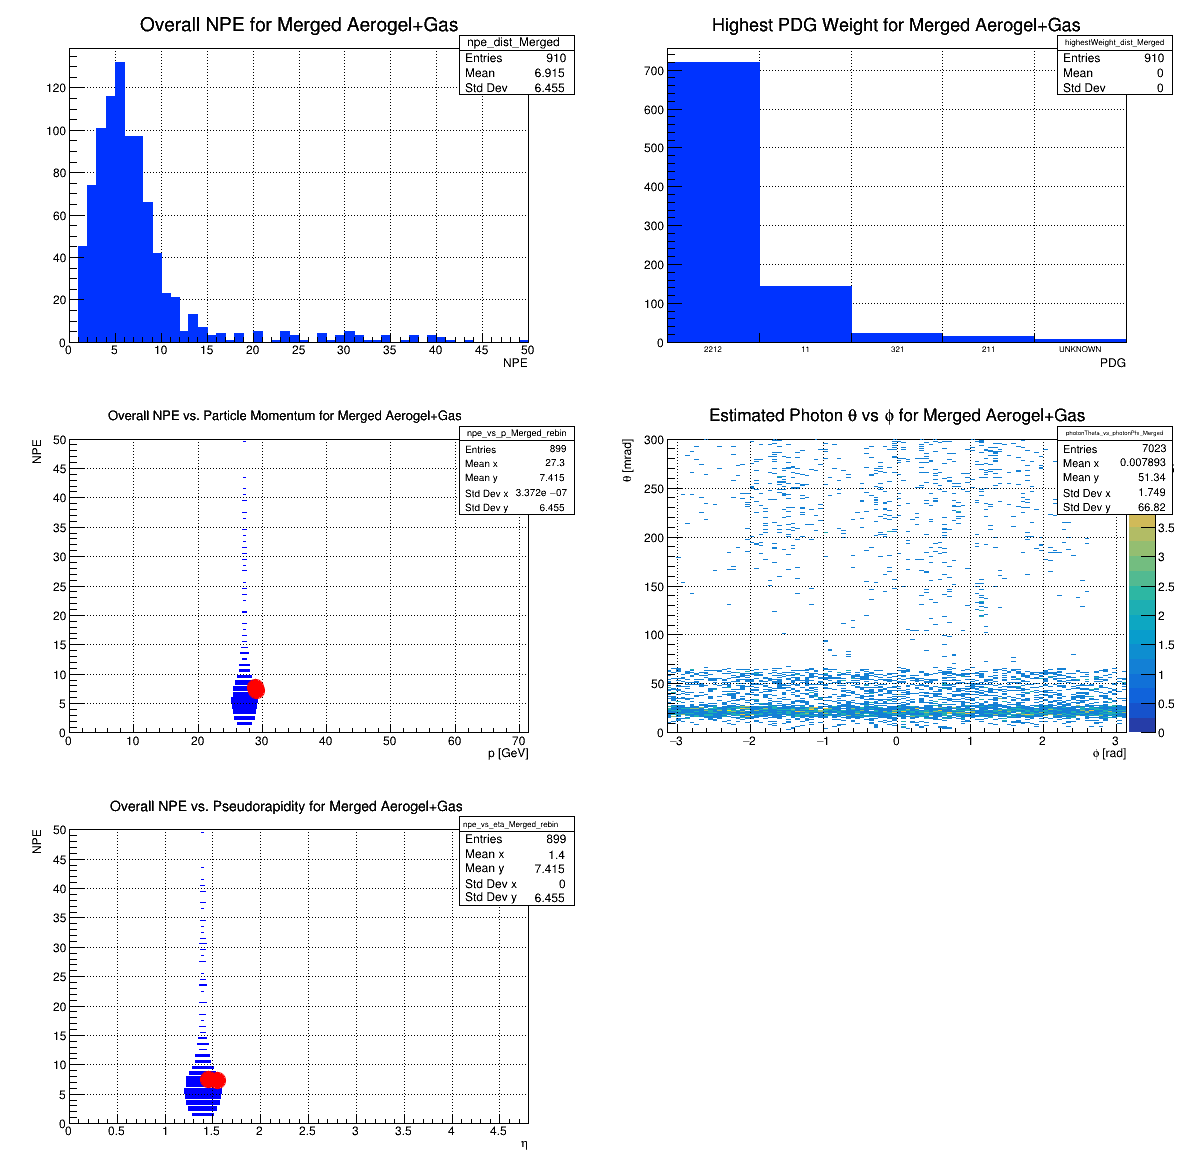 Overall NPE for Merged Aerogel+Gas
npe_dist_Merged
Entries 910
Mean 6.915
Std Dev 6.455
120
100
80
60
40
20
0
0 5 10 15 20 25 30 35 40 45 50
NPE
Highest PDG Weight for Merged Aerogel+Gas
highestWeight_dist_Merged
Entries 910
Mean 0
Std Dev 0
700
600
500
400
300
200
100
0
2212 11 321 211 UNKNOWN
PDG
Overall NPE vs. Particle Momentum for Merged Aerogel+Gas
npe_vs_p_Merged_rebin
Entries 899
Mean x 27.3
Mean y 7.415
Std Dev x 3.372e −07
Std Dev y 6.455
NPE
50
45
40
35
30
25
20
15
10
5
0
0 10 20 30 40 50 60 70
p [GeV]
Estimated Photon θ vs ϕ for Merged Aerogel+Gas
photonTheta_vs_photonPhi_Merged
Entries 7023
Mean x 0.007893
Mean y 51.34
Std Dev x 1.749
Std Dev y 66.82
θ [mrad]
300
250
200
150
100
50
0
−3 −2 −1 0 1 2 3
ϕ [rad]
3.5
3
2.5
2
1.5
1
0.5
0
Overall NPE vs. Pseudorapidity for Merged Aerogel+Gas
npe_vs_eta_Merged_rebin
Entries 899
Mean x 1.4
Mean y 7.415
Std Dev x 0
Std Dev y 6.455
NPE
50
45
40
35
30
25
20
15
10
5
0
0 0.5 1 1.5 2 2.5 3 3.5 4 4.5
η